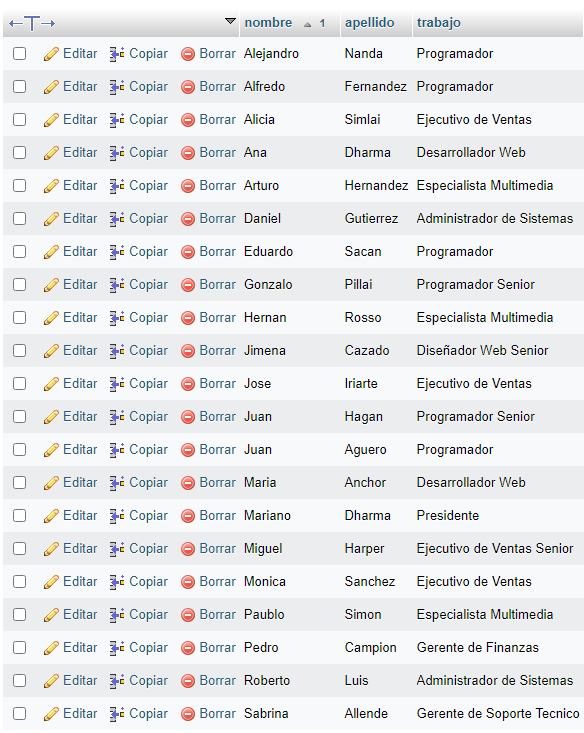 nombre 1 apellido trabajo
Editar Copiar Borrar Alejandro Nanda Programador
Editar Copiar Borrar Alfredo Fernandez Programador
Editar Copiar Borrar Alicia Simlai Ejecutivo de Ventas
Editar Copiar Borrar Ana Dharma Desarrollador Web
Editar Copiar Borrar Arturo Hernandez Especialista Multimedia
Editar Copiar Borrar Daniel Gutierrez Administrador de Sistemas
Editar Copiar Borrar Eduardo Sacan Programador
Editar Copiar Borrar Gonzalo Pillai Programador Senior
Editar Copiar Borrar Hernan Rosso Especialista Multimedia
Editar Copiar Borrar Jimena Cazado Diseñador Web Senior
Editar Copiar Borrar Jose Iriarte Ejecutivo de Ventas
Editar Copiar Borrar Juan Hagan Programador Senior
Editar Copiar Borrar Juan Aguero Programador
Editar Copiar Borrar Maria Anchor Desarrollador Web
Editar Copiar Borrar Mariano Dharma Presidente
Editar Copiar Borrar Miguel Harper Ejecutivo de Ventas Senior
Editar Copiar Borrar Monica Sanchez Ejecutivo de Ventas
Editar Copiar Borrar Paublo Simon Especialista Multimedia
Editar Copiar Borrar Pedro Campion Gerente de Finanzas
Editar Copiar Borrar Roberto Luis Administrador de Sistemas
Editar Copiar Borrar Sabrina Allende Gerente de Soporte Tecnico